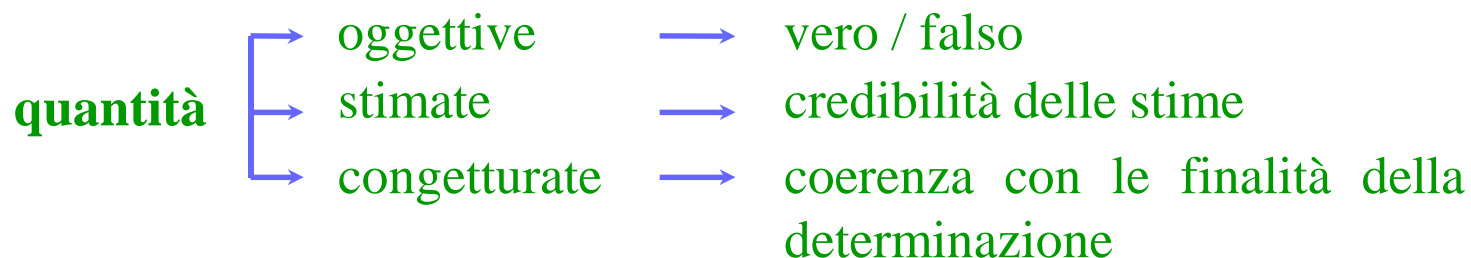 oggettive vero / falso
quantità stimate credibilità delle stime
congetturate coerenza con le finalità della
determinazione